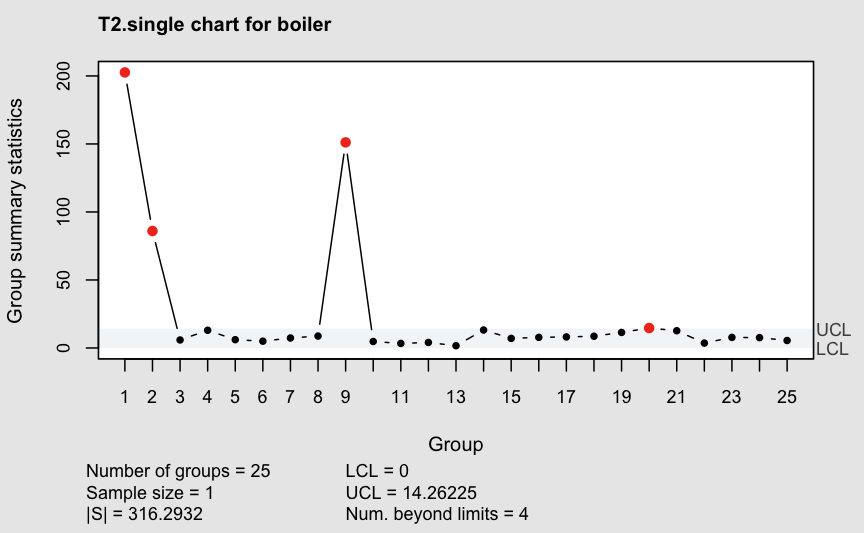 T2.single chart for boiler
Group summary statistics
200
150
100
50
0
UCL
LCL
1 2 3 4 5 6 7 8 9 11 13 15 17 19 21 23 25
Group
Number of groups = 25 LCL = 0
Sample size = 1 UCL = 14.26225
|S| = 316.2932 Num. beyond limits = 4